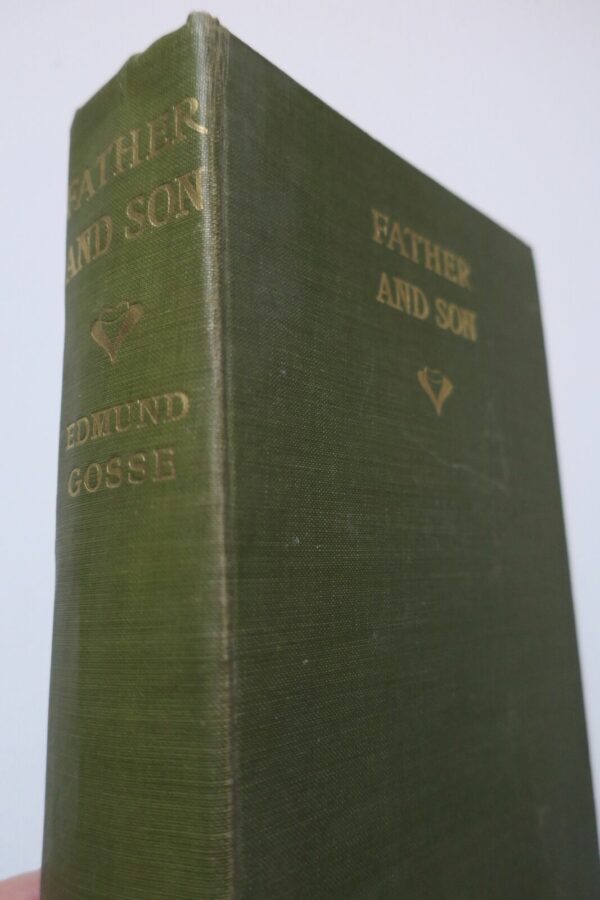 FATHER
AND SON
EDMUND
GOSSE
FATHER
AND SON